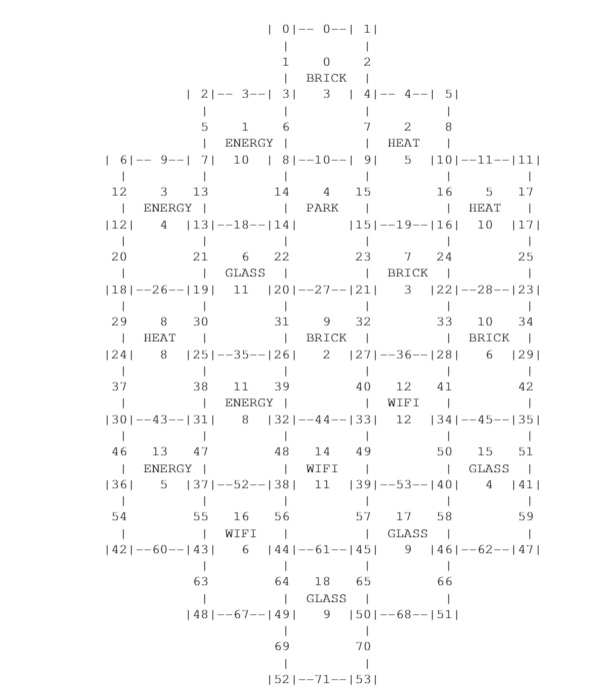 | 0|-- 0--| 1|
| |
1 0 2
| BRICK |
| 2|-- 3--| 3| 3 | 4|-- 4--| 5|
| | | |
5 1 6 7 2 8
| ENERGY | | HEAT |
| 6|-- 9--| 7| 10 | 8|--10--| 9| 5 |10|--11--|11|
| | | | | |
12 3 13 14 4 15 16 5 17
| ENERGY | | PARK | | HEAT |
|12| 4 |13|--18--|14| |15|--19--|16| 10 |17|
| | | | | |
20 21 6 22 23 7 24 25
| | GLASS | | BRICK | |
|18|--26--|19| 11 |20|--27--|21| 3 |22|--28--|23|
| | | | | |
29 8 30 31 9 32 33 10 34
| HEAT | | BRICK | | BRICK |
|24| 8 |25|--35--|26| 2 |27|--36--|28| 6 |29|
| | | | | |
37 38 11 39 40 12 41 42
| | ENERGY | | WIFI | |
|30|--43--|31| 8 |32|--44--|33| 12 |34|--45--|35|
| | | | | |
46 13 47 48 14 49 50 15 51
| ENERGY | | WIFI | | GLASS |
|36| 5 |37|--52--|38| 11 |39|--53--|40| 4 |41|
| | | | | |
54 55 16 56 57 17 58 59
| | WIFI | | GLASS | |
|42|--60--|43| 6 |44|--61--|45| 9 |46|--62--|47|
| | | |
63 64 18 65 66
| | GLASS | |
|48|--67--|49| 9 |50|--68--|51|
| |
69 70
| |
|52|--71--|53|